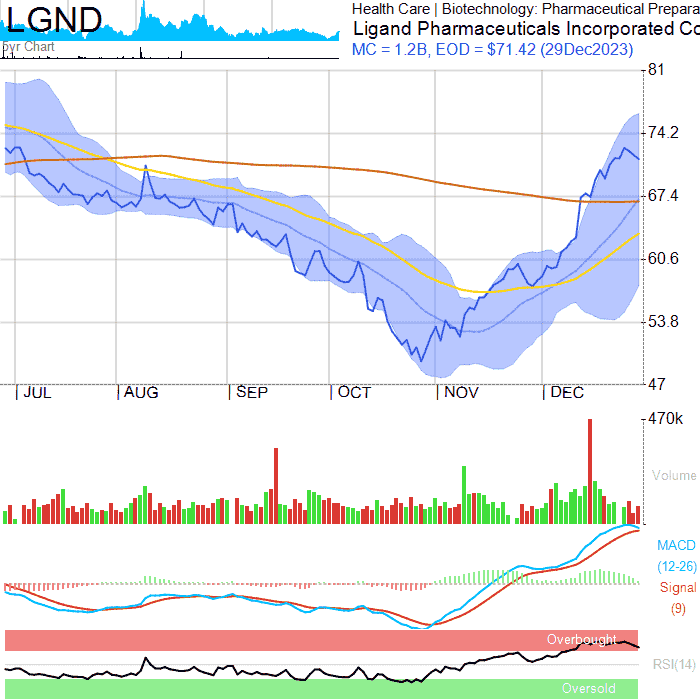 LGND
5yr Chart
Health Care | Biotechnology: Pharmaceutical Prepara
Ligand Pharmaceuticals Incorporated Co
MC = 1.2B, EOD = $71.42 (29Dec2023)
81
74.2
67.4
60.6
53.8
47
JUL AUG SEP OCT NOV DEC
470k
Volume
MACD
(12-26)
Signal
(9)
Overbought
RSI(14)
Oversold